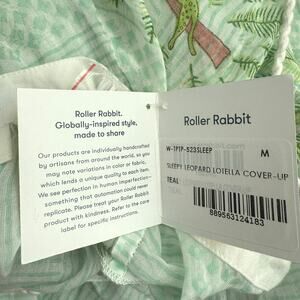 Roller Rabbit.
Globally-inspired style,
made to share
Our products are individually handcrafted
by artisans from around the world, so you
may note variations in color or fabric,
which lends a unique quality to each item.
We see perfection in human imperfection—
something that automation could never
replicate. Please treat your Roller Rabbit
product with kindness. Refer to the care
label for specific instructions.
Roller Rabbit
W-TPTP-523SLEEP
M
SLEEPY LEOPARD LOTELLA COVER-UP
TEAL
889563124183